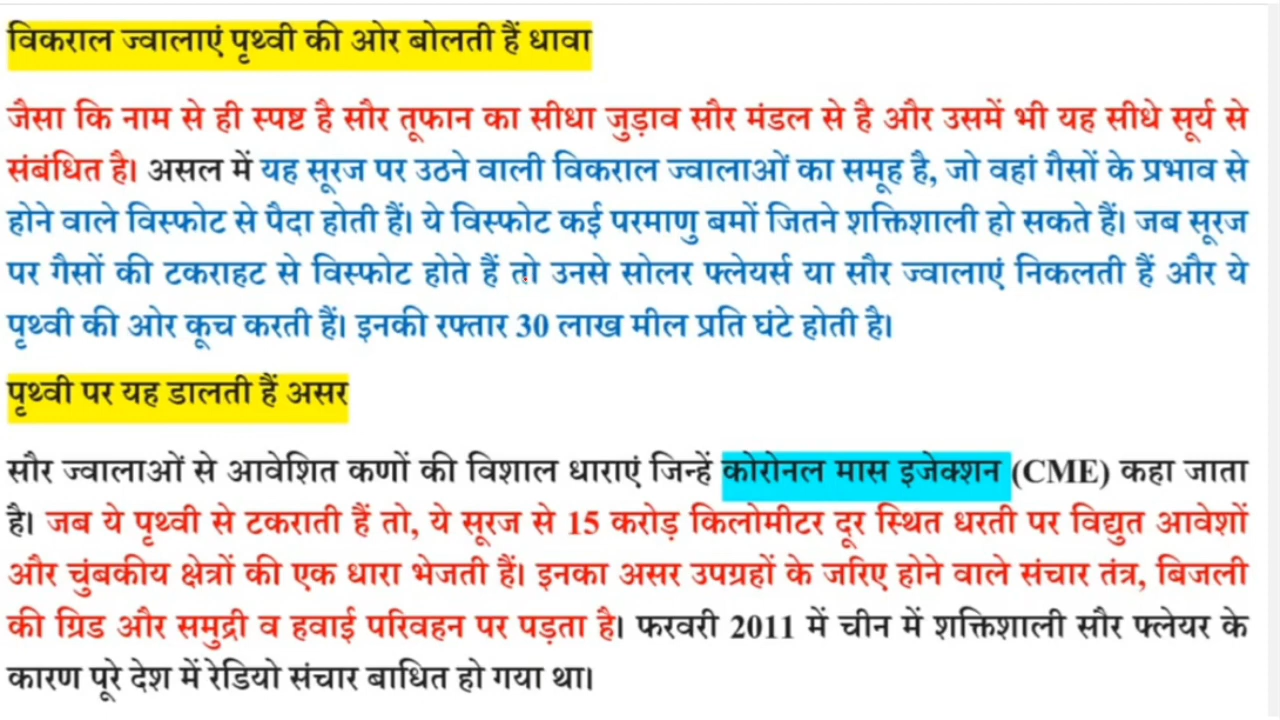 विकराल ज्वालाएं पृथ्वी की ओर बोलती हैं धावा
जैसा कि नाम से ही स्पष्ट है सौर तूफान का सीधा जुड़ाव सौर मंडल से है और उसमें भी यह सीधे सूर्य से
संबंधित है। असल में यह सूरज पर उठने वाली विकराल ज्वालाओं का समूह है, जो वहां गैसों के प्रभाव से
होने वाले विस्फोट से पैदा होती हैं। ये विस्फोट कई परमाणु बमों जितने शक्तिशाली हो सकते हैं। जब सूरज
पर गैसों की टकराहट से विस्फोट होते हैं तो उनसे सोलर फ्लेयर्स या सौर ज्वालाएं निकलती हैं और ये
पृथ्वी की ओर कूच करती हैं। इनकी रफ्तार 30 लाख मील प्रति घंटे होती है।
पृथ्वी पर यह डालती हैं असर
सौर ज्वालाओं से आवेशित कणों की विशाल धाराएं जिन्हें कोरोनल मास इजेक्शन (CME) कहा जाता
है। जब ये पृथ्वी से टकराती हैं तो, ये सूरज से 15 करोड़ किलोमीटर दूर स्थित धरती पर विद्युत आवेशों
और चुंबकीय क्षेत्रों की एक धारा भेजती हैं। इनका असर उपग्रहों के जरिए होने वाले संचार तंत्र, बिजली
की ग्रिड और समुद्री व हवाई परिवहन पर पड़ता है। फरवरी 2011 में चीन में शक्तिशाली सौर फ्लेयर के
कारण पूरे देश में रेडियो संचार बाधित हो गया था।